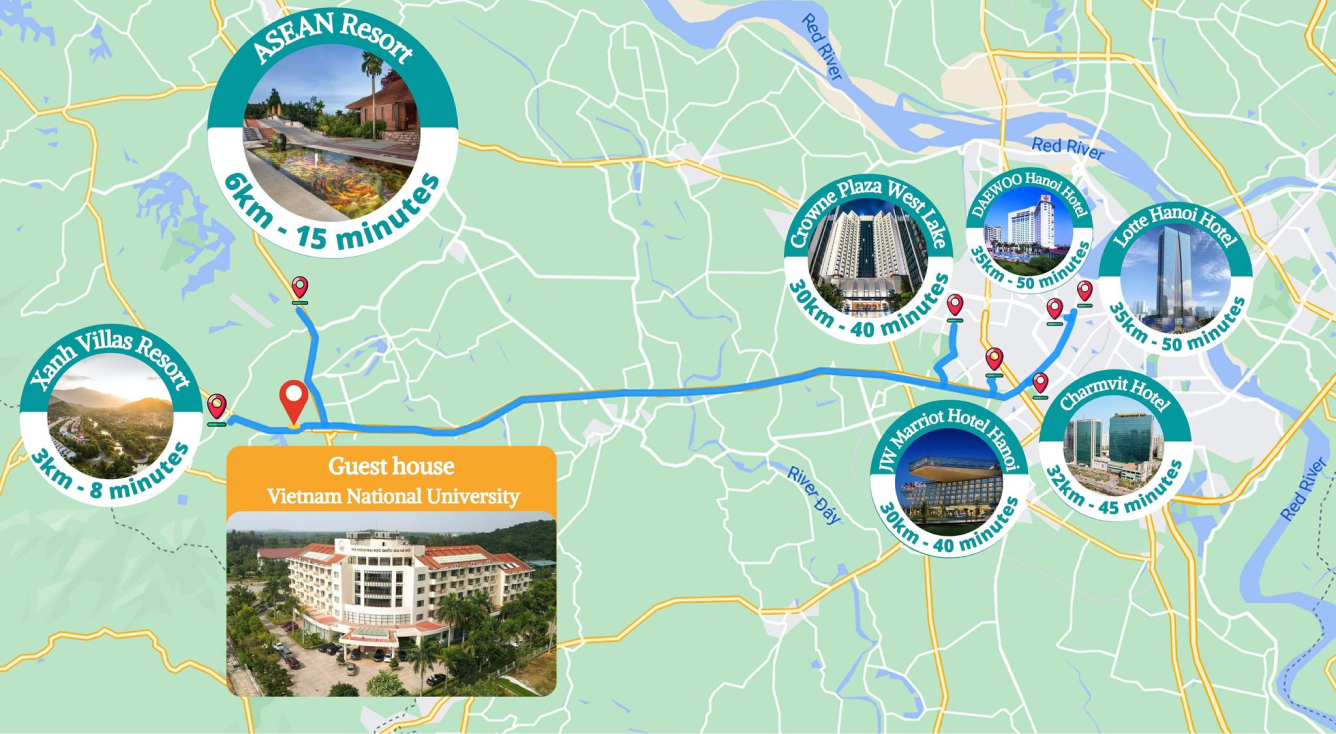 ASEAN Resort
6km - 15 minutes
Red River
Red River
Crowne Plaza West Lake
30km - 40 minutes
DAEWOO Hanoi Hotel
35km - 50 minutes
Lotte Hanoi Hotel
35km - 50 minutes
Xanh Villas Resort
3km - 8 minutes
JW Marriot Hotel Hanoi
30km - 40 minutes
Charmvit Hotel
32km - 45 minutes
River Đáy
Red River
Guest house
Vietnam National University